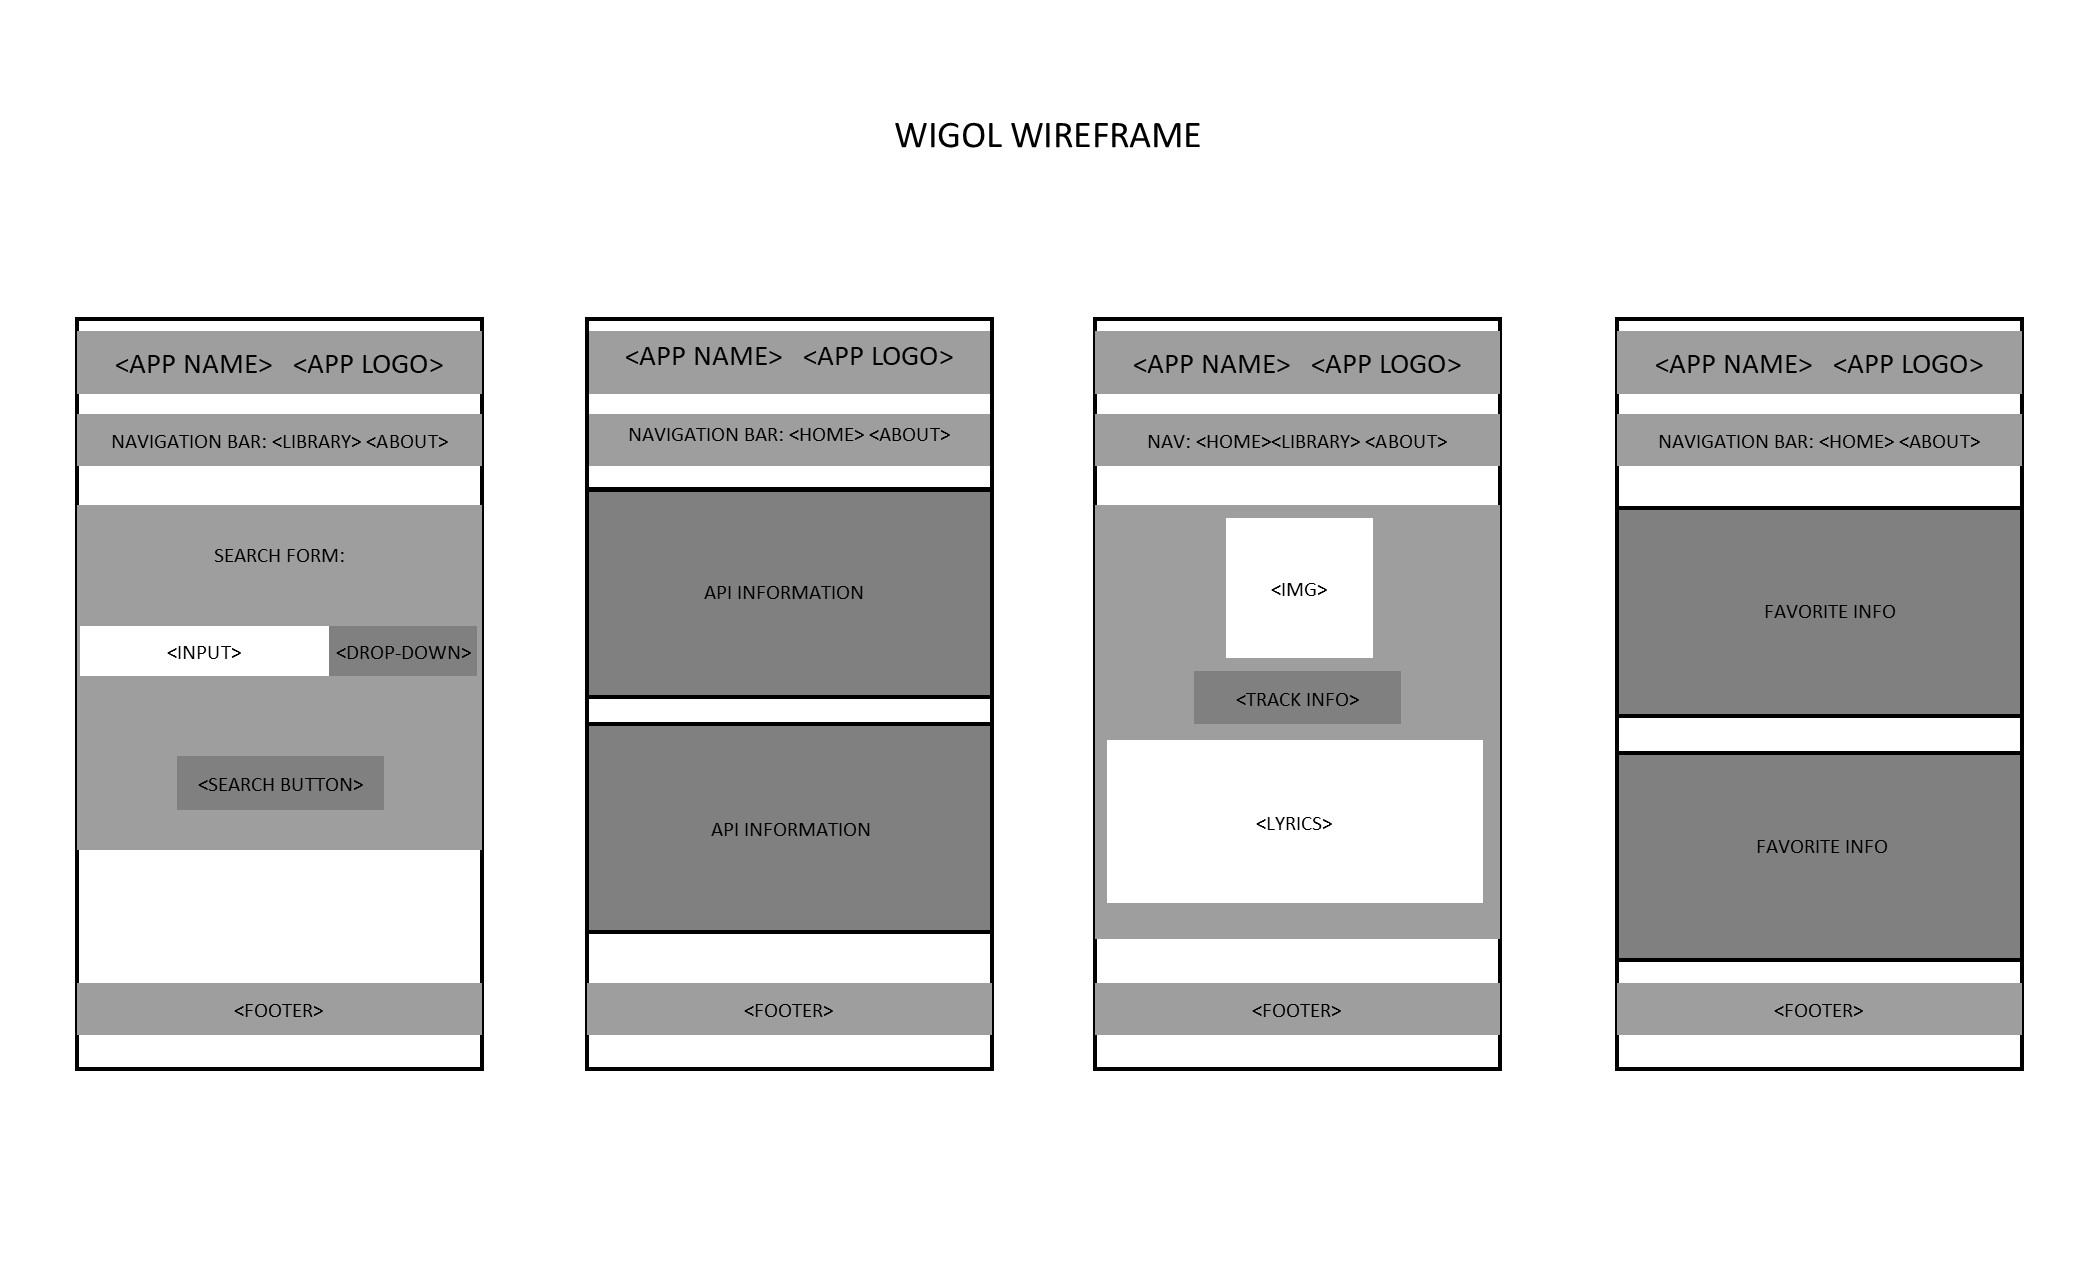 WIGOL WIREFRAME
<APP NAME> <APP LOGO>
NAVIGATION BAR: <LIBRARY> <ABOUT>
SEARCH FORM:
<INPUT>
<DROP-DOWN>
<SEARCH BUTTON>
<FOOTER>
<APP NAME> <APP LOGO>
NAVIGATION BAR: <HOME> <ABOUT>
API INFORMATION
API INFORMATION
<FOOTER>
<APP NAME> <APP LOGO>
NAV: <HOME><LIBRARY> <ABOUT>
<IMG>
<TRACK INFO>
<LYRICS>
<FOOTER>
<APP NAME> <APP LOGO>
NAVIGATION BAR: <HOME> <ABOUT>
FAVORITE INFO
FAVORITE INFO
<FOOTER>